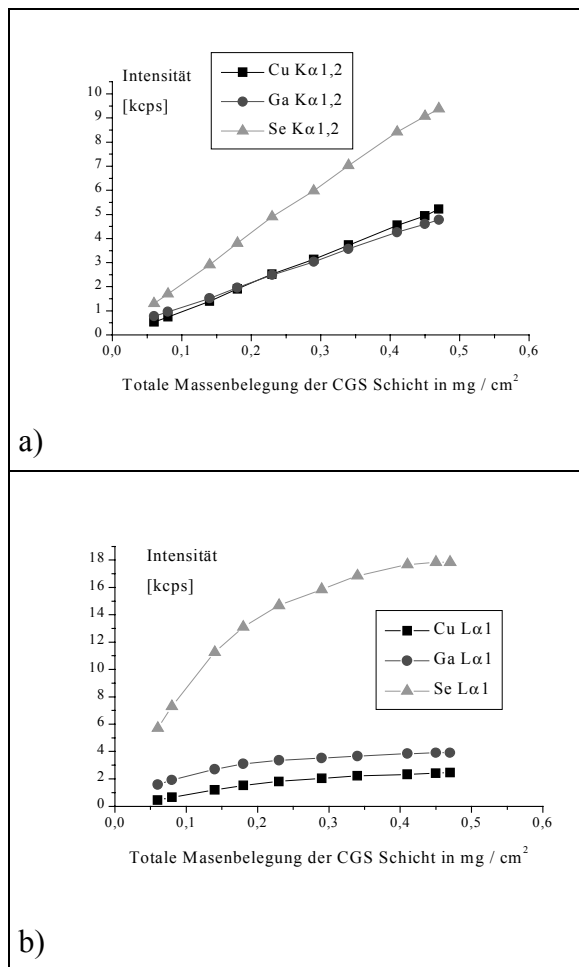 Intensität
[kcps]
Cu Kα1,2
Ga Kα1,2
Se Kα1,2
10
9
8
7
6
5
4
3
2
1
0
0,0 0,1 0,2 0,3 0,4 0,5 0,6
Totale Massenbelegung der CGS Schicht in mg / cm²
a)
Intensität
[kcps]
18
16
14
12
10
8
6
4
2
0
Cu Lα1
Ga Lα1
Se Lα1
0,0 0,1 0,2 0,3 0,4 0,5 0,6
Totale Masenbelegung der CGS Schicht in mg / cm²
b)